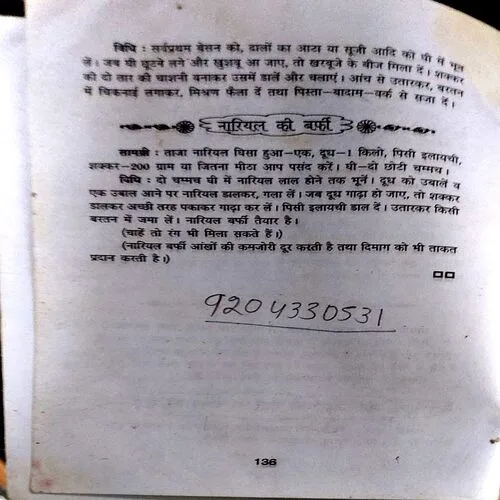 विधि : सर्वप्रथम बेसन को, दालों का आटा या सूजी आदि को घी में भून
लें। जब घी छूटने लगे और खुशबू आ जाए, तो खरबूजे के बीज मिला दें। शक्कर
की दो तार की चाशनी बनाकर उसमें डालें और चलाएं। आंच से उतारकर, बरतन
में चिकनाई लगाकर, मिश्रण फैला दें तथा पिस्ता-बादाम-वर्क से सजा दें।
नारियल की बर्फी
सामग्री : ताजा नारियल घिसा हुआ-एक, दूध-1 किलो, पिसी इलायची,
शक्कर-200 ग्राम या जितना मीठा आप पसंद करें। घी-दो छोटी चम्मच।
विधि : दो चम्मच घी में नारियल लाल होने तक भूनें। दूध को उबालें व
एक उबाल आने पर नारियल डालकर, गला लें। जब दूध गाढ़ा हो जाए, तो शक्कर
डालकर अच्छी तरह पकाकर गाढ़ा कर लें। पिसी इलायची डाल दें। उतारकर किसी
बरतन में जमा लें। नारियल बर्फी तैयार है।
(चाहें तो रंग भी मिला सकते हैं।)
(नारियल बर्फी आंखों की कमजोरी दूर करती है तथा दिमाग को भी ताकत
प्रदान करती है।)
9204330531
136